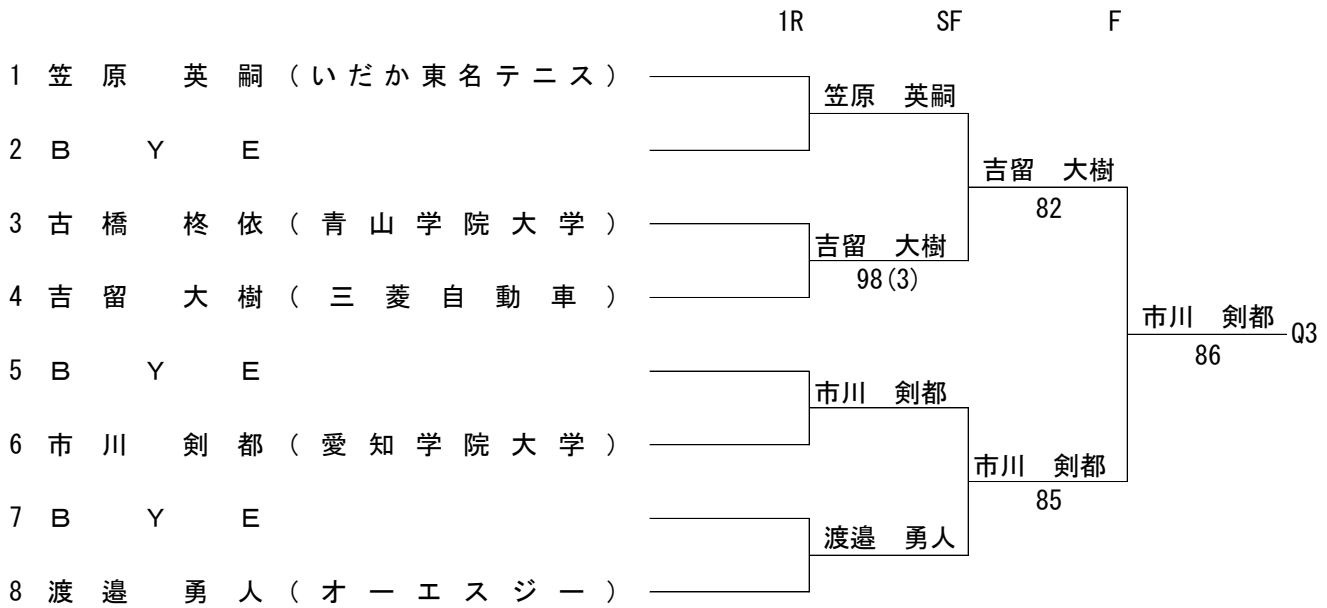 1R SF F
1 笠原 英嗣 (いだか東名テニス)
笠原 英嗣
2 BYE
吉留 大樹
82
3 古橋 柊依 (青山学院大学)
吉留 大樹
98(3)
4 吉留 大樹 (三菱自動車)
市川 剣都 Q3
86
5 BYE
市川 剣都
6 市川 剣都 (愛知学院大学)
市川 剣都
85
7 BYE
渡邉 勇人
8 渡邉 勇人 (オーエスジー)